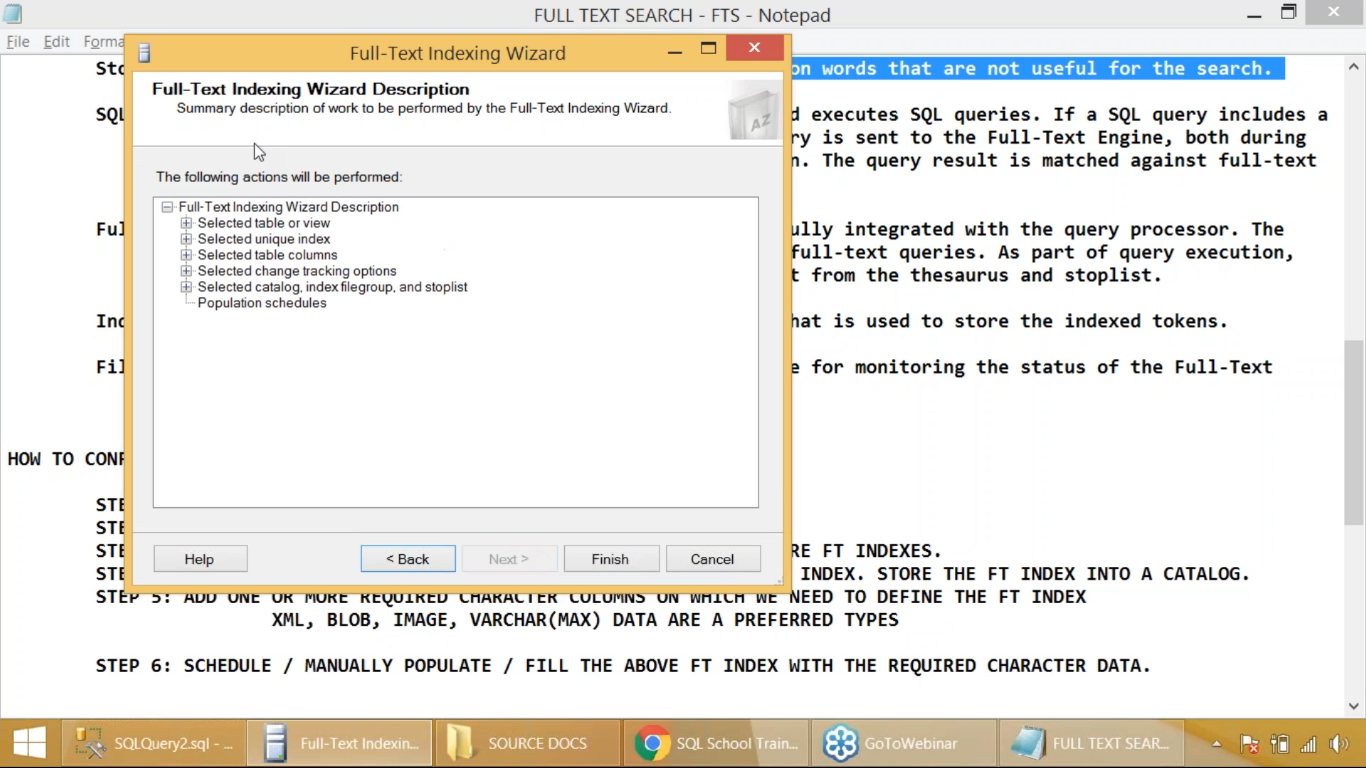 FULL TEXT SEARCH - FTS - Notepad
File Edit
Full-Text Indexing Wizard
on words that are not useful for the search.
Full-Text Indexing Wizard Description
Summary description of work to be performed by the Full-Text Indexing Wizard.
AZ
SQL
d executes SQL queries. If a SQL query includes a
ry is sent to the Full-Text Engine, both during
n. The query result is matched against full-text
The following actions will be performed:
Full-Text Indexing Wizard Description
Selected table or view
Selected unique index
Selected table columns
Selected change tracking options
Selected catalog, index filegroup, and stoplist
Population schedules
Ful
ully integrated with the query processor. The
full-text queries. As part of query execution,
t from the thesaurus and stoplist.
Ind
hat is used to store the indexed tokens.
Fil
e for monitoring the status of the Full-Text
HOW TO CONF
STE
STE
STE
RE FT INDEXES.
STE
INDEX. STORE THE FT INDEX INTO A CATALOG.
Help
< Back
Next >
Finish
Cancel
STEP 5: ADD ONE OR MORE REQUIRED CHARACTER COLUMNS ON WHICH WE NEED TO DEFINE THE FT INDEX
XML, BLOB, IMAGE, VARCHAR(MAX) DATA ARE A PREFERRED TYPES
STEP 6: SCHEDULE / MANUALLY POPULATE / FILL THE ABOVE FT INDEX WITH THE REQUIRED CHARACTER DATA.
SQLQuery2.sql - ...
Full-Text Indexin...
SOURCE DOCS
SQL School Train...
GoToWebinar
FULL TEXT SEAR...